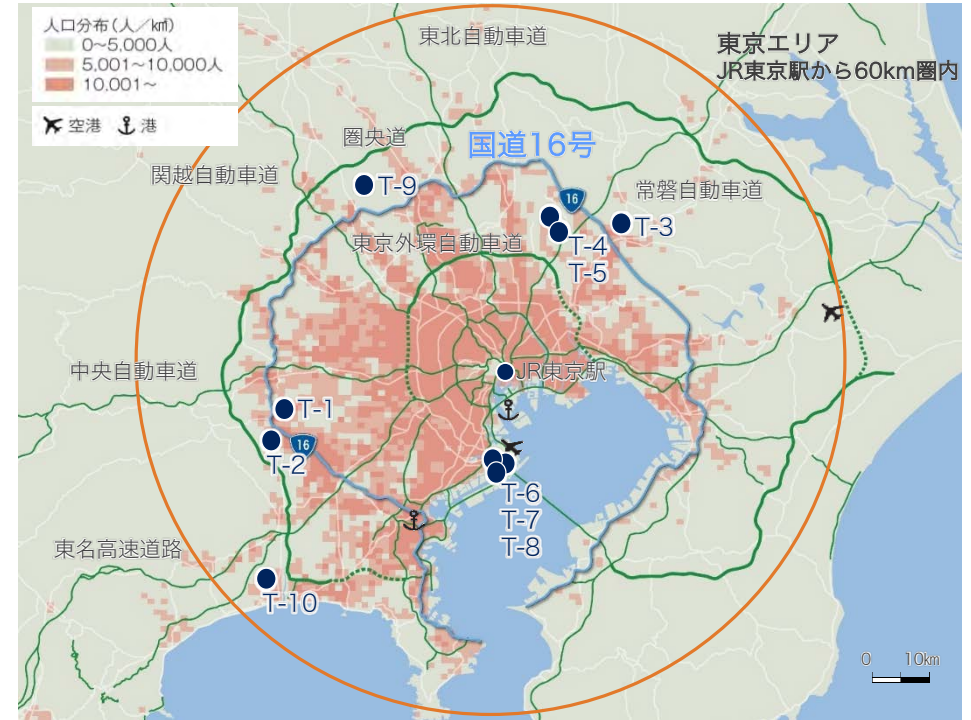 人口分布(人/㎢)
0〜5,000人
5,001〜10,000人
10,001〜
空港 港
東北自動車道
東京エリア
JR東京駅から60km圏内
圏央道
国道16号
関越自動車道
T-9
16
常磐自動車道
T-3
東京外環自動車道
T-4
T-5
中央自動車道
JR東京駅
T-1
16
T-2
T-6
T-7
T-8
東名高速道路
T-10
0 10km